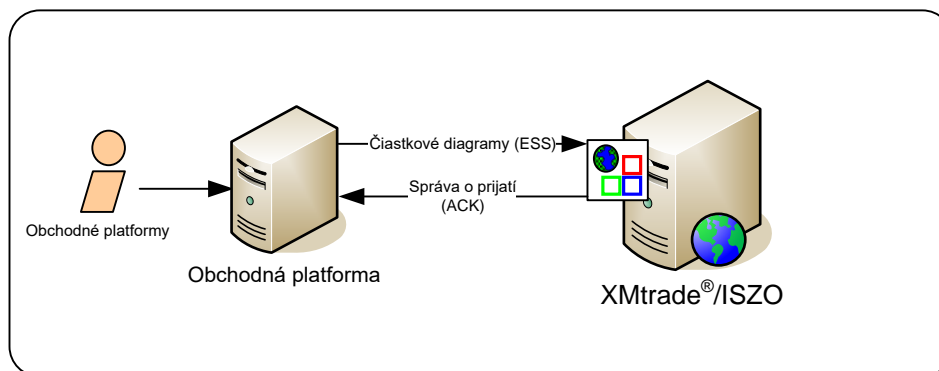 Čiastkové diagramy (ESS)
Správa o prijatí
(ACK)
Obchodné platformy
Obchodná platforma
XMtrade®/ISZO